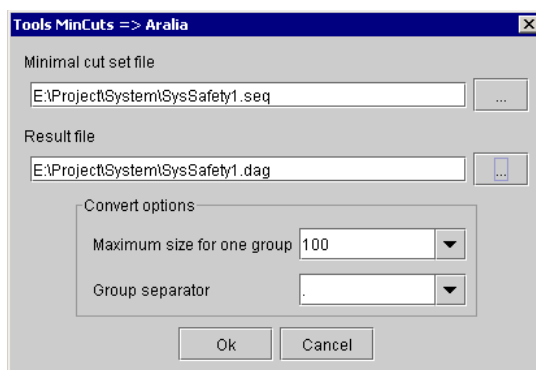 Tools MinCuts => Aralia
Minimal cut set file
E:\Project\System\SysSafety1.seq
...
Result file
E:\Project\System\SysSafety1.dag
...
Convert options
Maximum size for one group 100
Group separator .
Ok Cancel